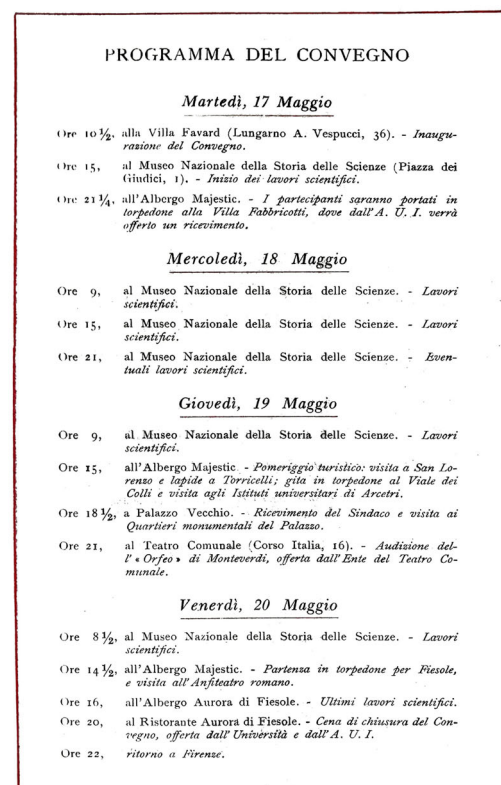 PROGRAMMA DEL CONVEGNO
Martedì, 17 Maggio
Ore 10 ½, alla Villa Favard (Lungarno A. Vespucci, 36). - Inaugu-
razione del Convegno.
Ore 15, al Museo Nazionale della Storia delle Scienze (Piazza dei
Giudici, 1). - Inizio dei lavori scientifici.
Ore 21 ¼, all'Albergo Majestic. - I partecipanti saranno portati in
torpedone alla Villa Fabbricotti, dove dall'A. U. I. verrà
offerto un ricevimento.
Mercoledì, 18 Maggio
Ore 9, al Museo Nazionale della Storia delle Scienze. - Lavori
scientifici.
Ore 15, al Museo Nazionale della Storia delle Scienze. - Lavori
scientifici.
Ore 21, al Museo Nazionale della Storia delle Scienze. - Even-
tuali lavori scientifici.
Giovedì, 19 Maggio
Ore 9, al Museo Nazionale della Storia delle Scienze. - Lavori
scientifici.
Ore 15, all'Albergo Majestic - Pomeriggio turistico: visita a San Lo-
renzo e lapide a Torricelli; gita in torpedone al Viale dei
Colli e visita agli Istituti universitari di Arcetri.
Ore 18 ½, a Palazzo Vecchio. - Ricevimento del Sindaco e visita ai
Quartieri monumentali del Palazzo.
Ore 21, al Teatro Comunale (Corso Italia, 16). - Audizione del-
l'« Orfeo » di Monteverdi, offerta dall'Ente del Teatro Co-
munale.
Venerdì, 20 Maggio
Ore 8 ½, al Museo Nazionale della Storia delle Scienze. - Lavori
scientifici.
Ore 14 ½, all'Albergo Majestic. - Partenza in torpedone per Fiesole,
e visita all'Anfiteatro romano.
Ore 16, all'Albergo Aurora di Fiesole. - Ultimi lavori scientifici.
Ore 20, al Ristorante Aurora di Fiesole. - Cena di chiusura del Con-
vegno, offerta dall'Università e dall'A. U. I.
Ore 22, ritorno a Firenze.